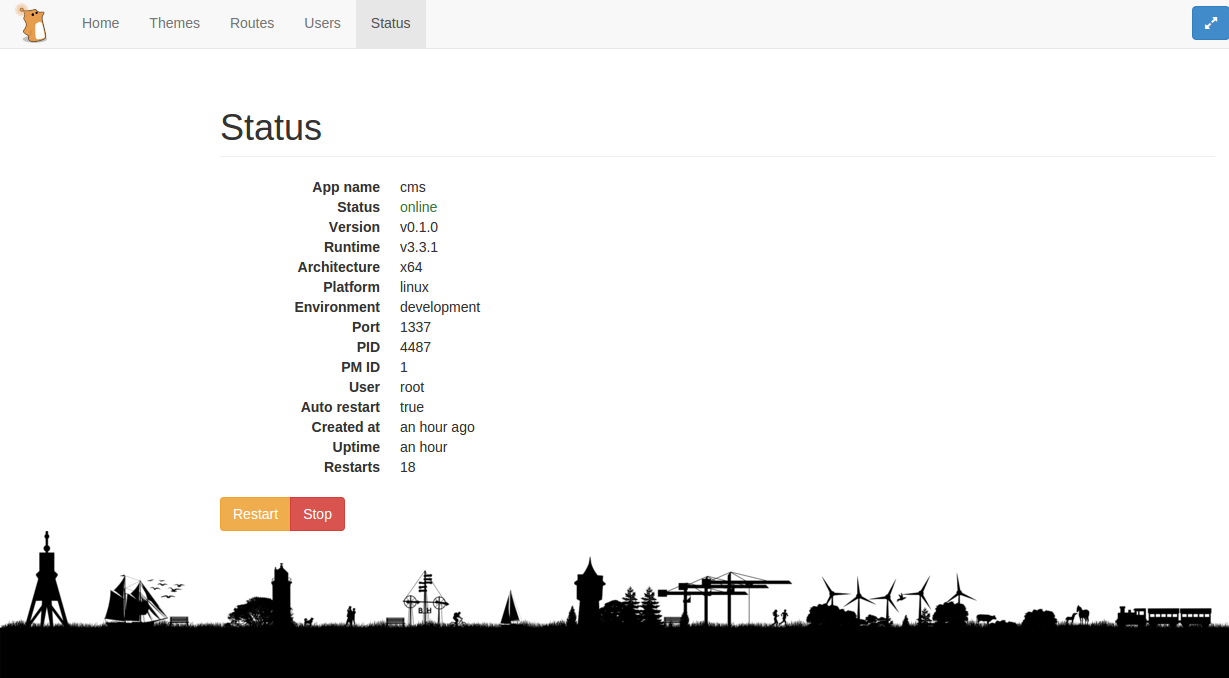 Home Themes Routes Users Status
Status
App name cms
Status online
Version v0.1.0
Runtime v3.3.1
Architecture x64
Platform linux
Environment development
Port 1337
PID 4487
PM ID 1
User root
Auto restart true
Created at an hour ago
Uptime an hour
Restarts 18
Restart Stop